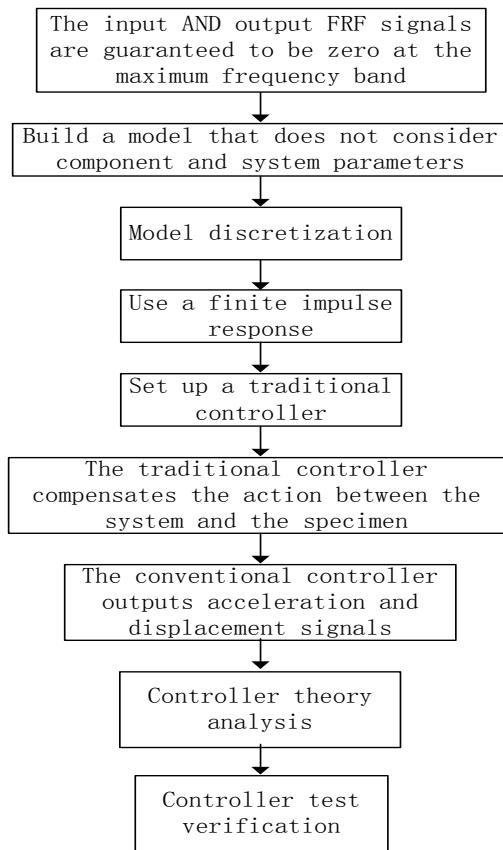 The input AND output FRF signals
are guaranteed to be zero at the
maximum frequency band
Build a model that does not consider
component and system parameters
Model discretization
Use a finite impulse
response
Set up a traditional
controller
The traditional controller
compensates the action between the
system and the specimen
The conventional controller
outputs acceleration and
displacement signals
Controller theory
analysis
Controller test
verification